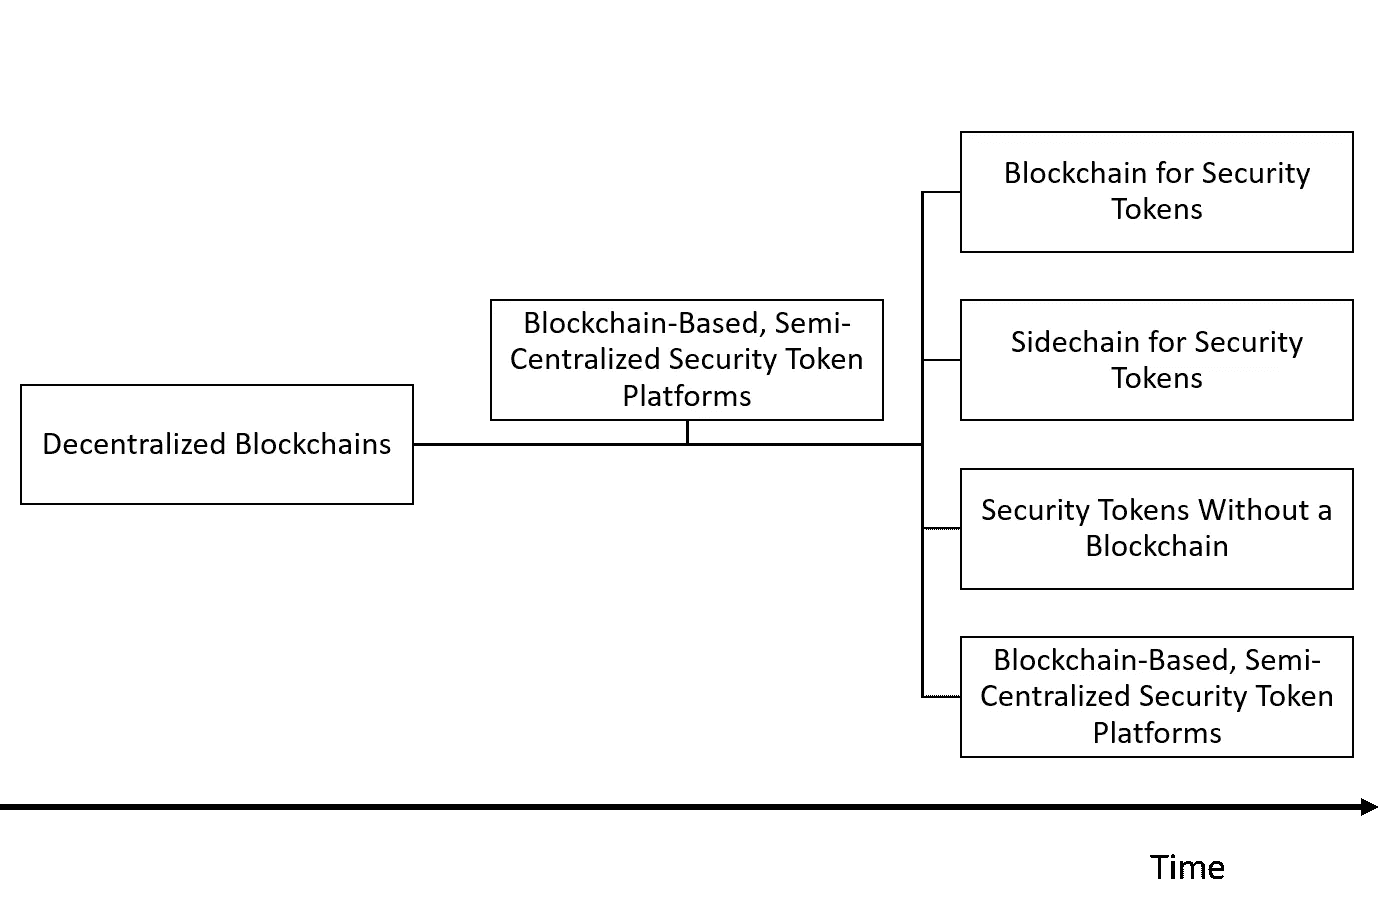 Decentralized Blockchains
Blockchain-Based, Semi-
Centralized Security Token
Platforms
Blockchain for Security
Tokens
Sidechain for Security
Tokens
Security Tokens Without a
Blockchain
Blockchain-Based, Semi-
Centralized Security Token
Platforms
Time